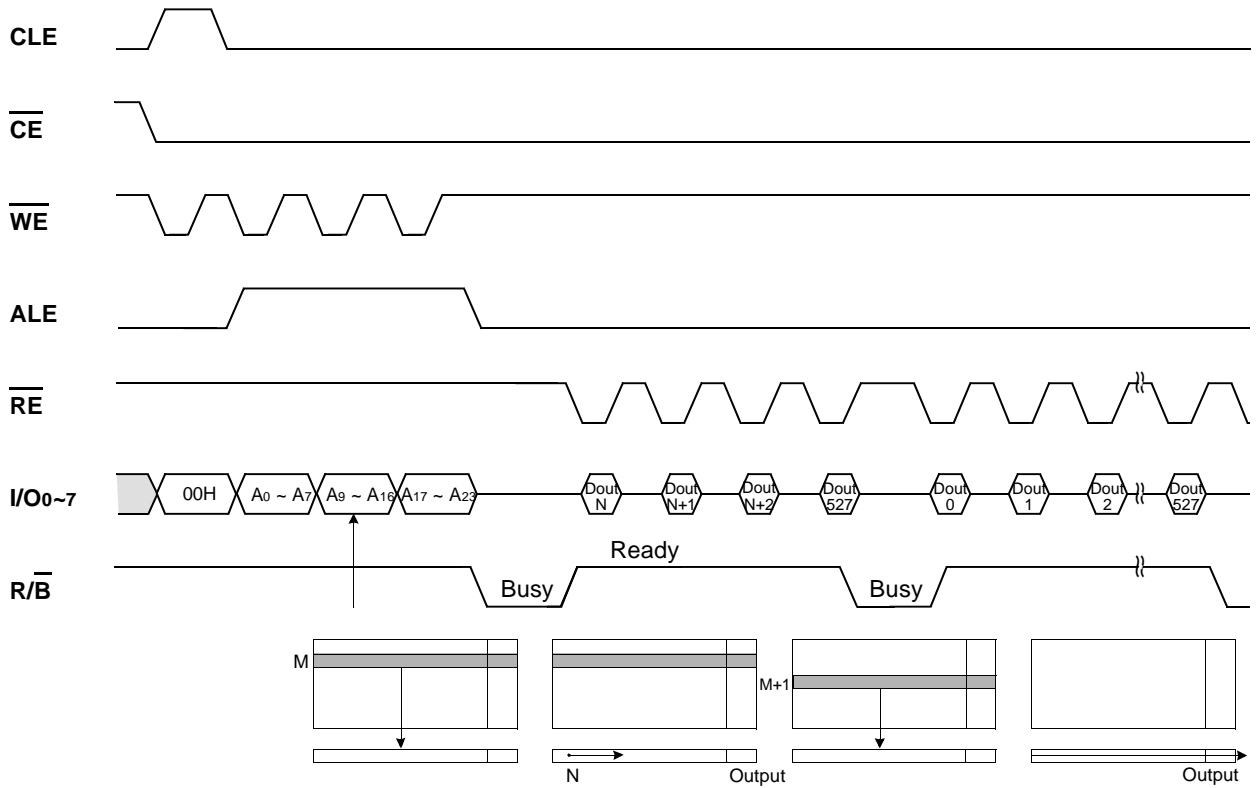 CLE
CE
WE
ALE
RE
I/O0~7
00H
A0 ~ A7
A9 ~ A16
A17 ~ A23
Dout N
Dout N+1
Dout N+2
Dout 527
Dout 0
Dout 1
Dout 2
Dout 527
R/B
Busy
Ready
Busy
M
M+1
N
Output
Output